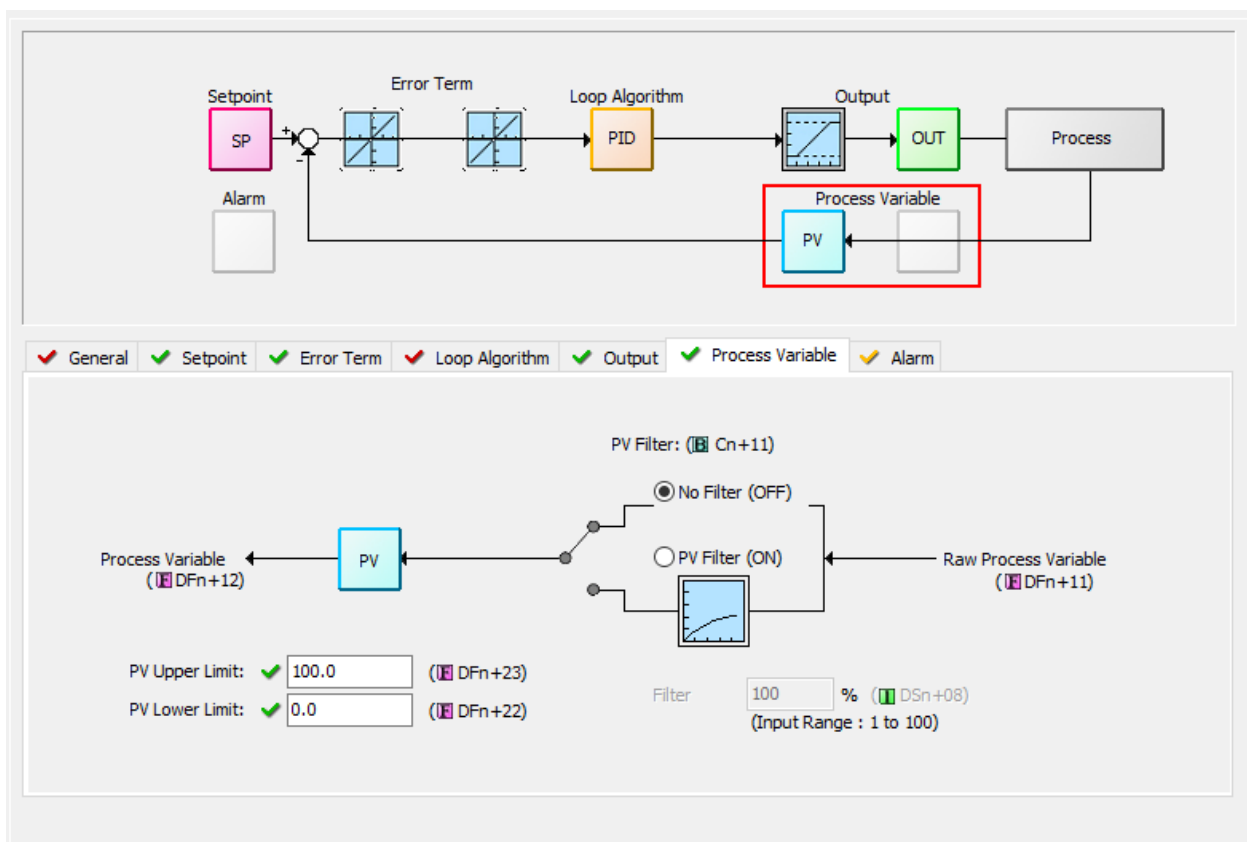 Error Term
Setpoint
Loop Algorithm
Output
SP
+
-
PID
OUT
Process
Alarm
Process Variable
PV
General
Setpoint
Error Term
Loop Algorithm
Output
Process Variable
Alarm
PV Filter: (B Cn+11)
No Filter (OFF)
PV
PV Filter (ON)
Process Variable
(F DFn+12)
Raw Process Variable
(F DFn+11)
PV Upper Limit: 100.0 (F DFn+23)
PV Lower Limit: 0.0 (F DFn+22)
Filter 100 % (I DSn+08)
(Input Range : 1 to 100)